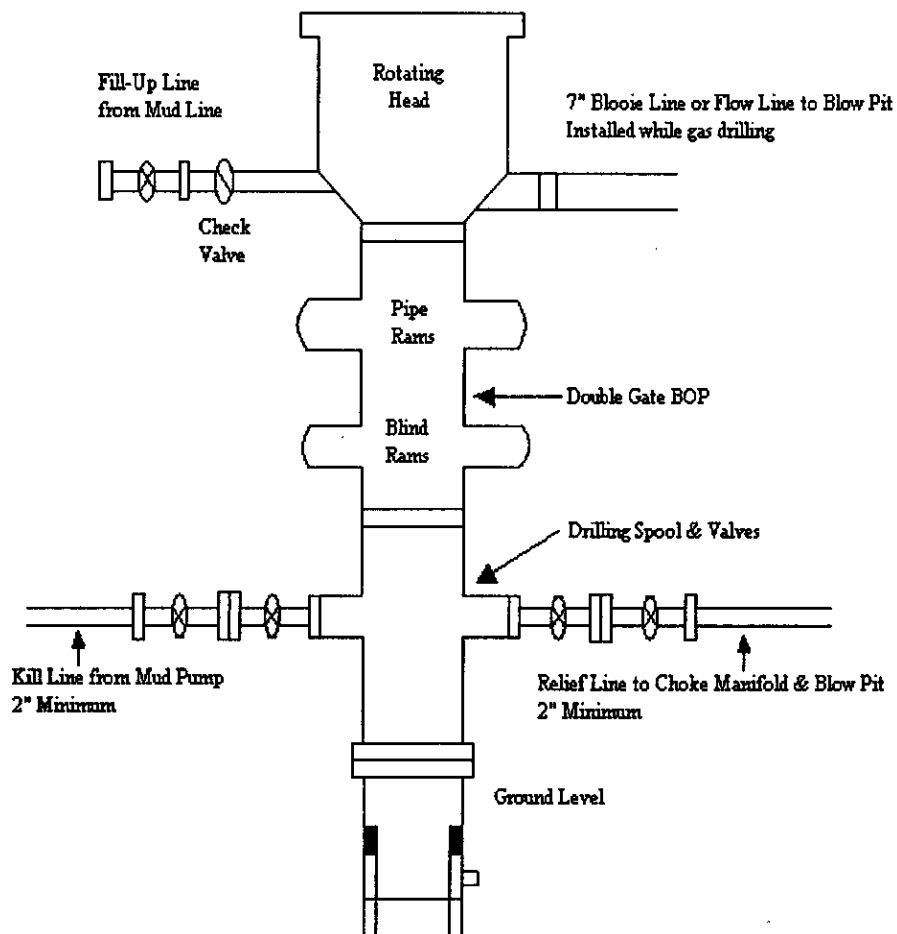 Rotating
Head
Fill-Up Line
from Mud Line
7" Blooie Line or Flow Line to Blow Pit
Installed while gas drilling
Check
Valve
Pipe
Rams
Double Gate BOP
Blind
Rams
Drilling Spool & Valves
Kill Line from Mud Pump
2" Minimum
Relief Line to Choke Manifold & Blow Pit
2" Minimum
Ground Level